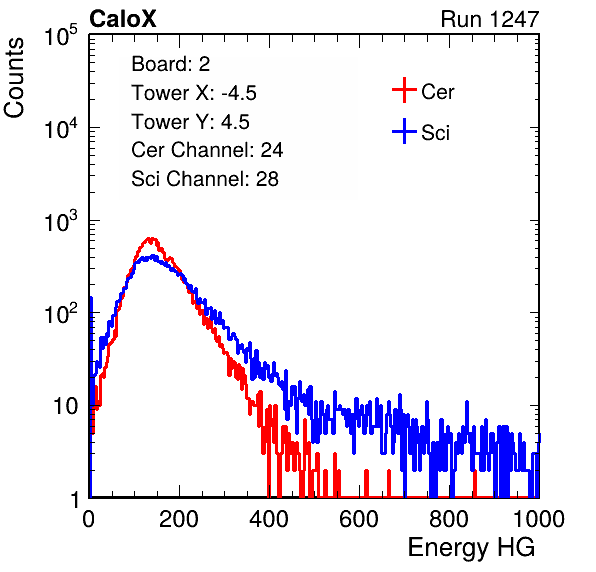 CaloX Run 1247
Counts
10^5
10^4
10^3
10^2
10
1
Board: 2
Tower X: -4.5
Tower Y: 4.5
Cer Channel: 24
Sci Channel: 28
Cer
Sci
0 200 400 600 800 1000
Energy HG